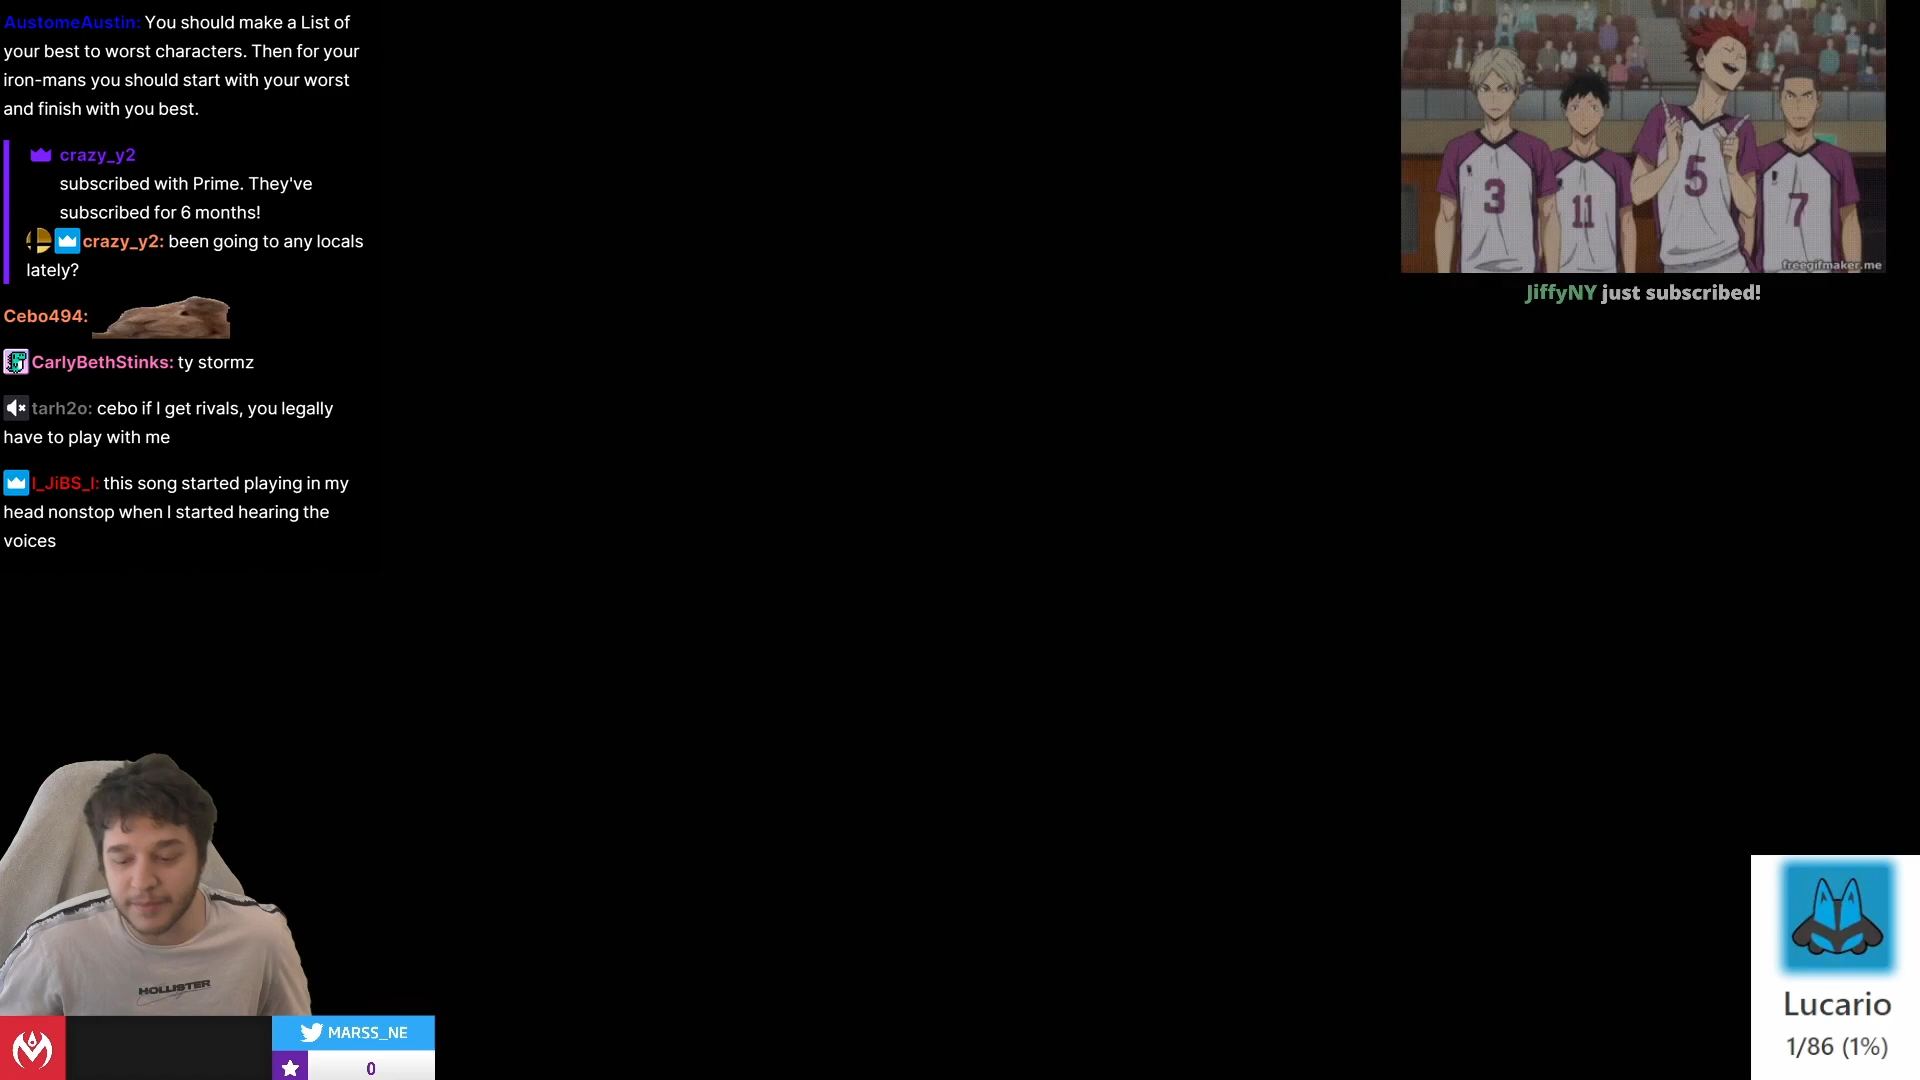 AustomeAustin: You should make a List of
your best to worst characters. Then for your
iron-mans you should start with your worst
and finish with you best.
crazy_y2
subscribed with Prime. They've
subscribed for 6 months!
crazy_y2: been going to any locals
lately?
Cebo494:
CarlyBethStinks: ty stormz
tarh2o: cebo if I get rivals, you legally
have to play with me
I_JiBS_I: this song started playing in my
head nonstop when I started hearing the
voices
3
11
5
7
freegifmaker.me
JiffyNY just subscribed!
HOLLISTER
MARSS_NE
0
Lucario
1/86 (1%)